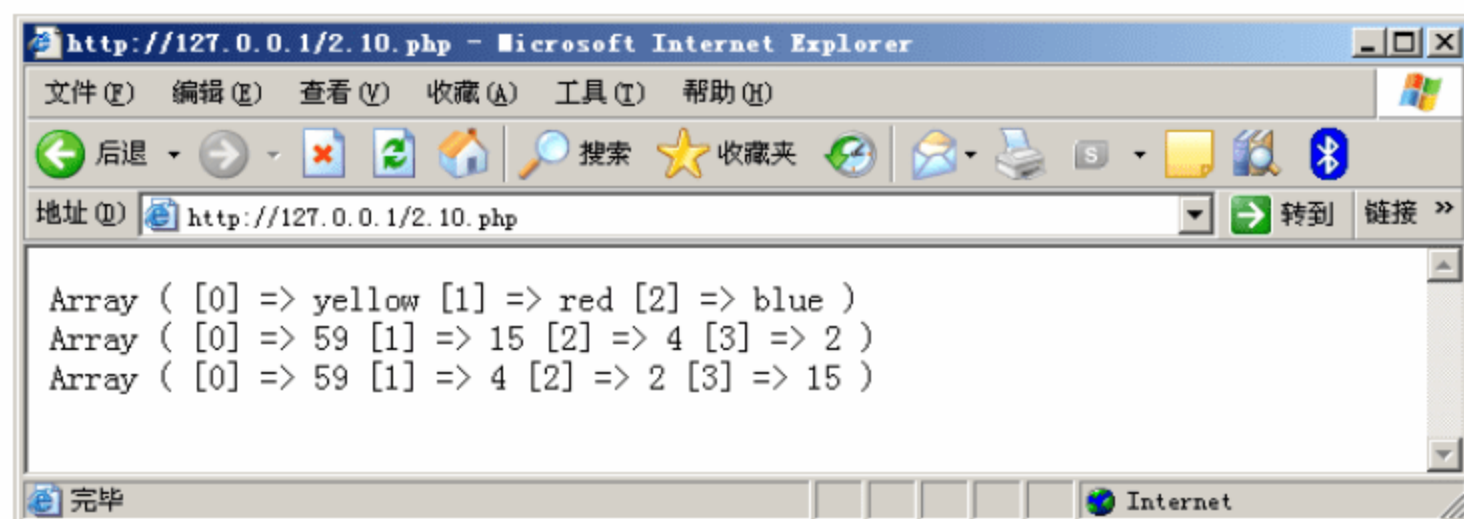 http://127.0.0.1/2.10.php - Microsoft Internet Explorer
文件(F) 编辑(E) 查看(V) 收藏(A) 工具(T) 帮助(H)
后退 搜索 收藏夹 S
地址(D) http://127.0.0.1/2.10.php 转到 链接 »
Array ( [0] => yellow [1] => red [2] => blue )
Array ( [0] => 59 [1] => 15 [2] => 4 [3] => 2 )
Array ( [0] => 59 [1] => 4 [2] => 2 [3] => 15 )
完毕 Internet